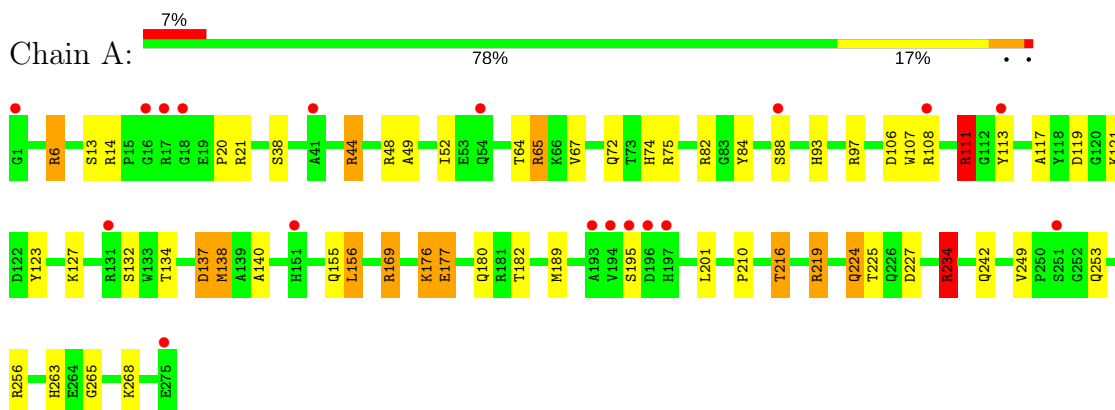 7%
Chain A:
78% 17% . .
G1 R6 S13 R14 P15 G16 R17 G18 E19 P20 R21 S38 A41 R44 R48 A49 I52 E53 Q54 T64 R65 K66 V67 Q72 T73 H74 R75 R82 G83 Y84 S88 H93 R97 D106 W107 R108 R111 G112 Y113 A117 Y118 D119 G120 K121
D122 Y123 K127 R131 S132 W133 T134 D137 M138 A139 A140 H151 Q155 L156 R169 K176 E177 Q180 R181 T182 M189 A193 V194 S195 D196 H197 L201 P210 T216 R219 Q224 T225 Q226 D227 R234 Q242 V249 P250 S251 G252 Q253
R256 H263 E264 G265 K268 E275